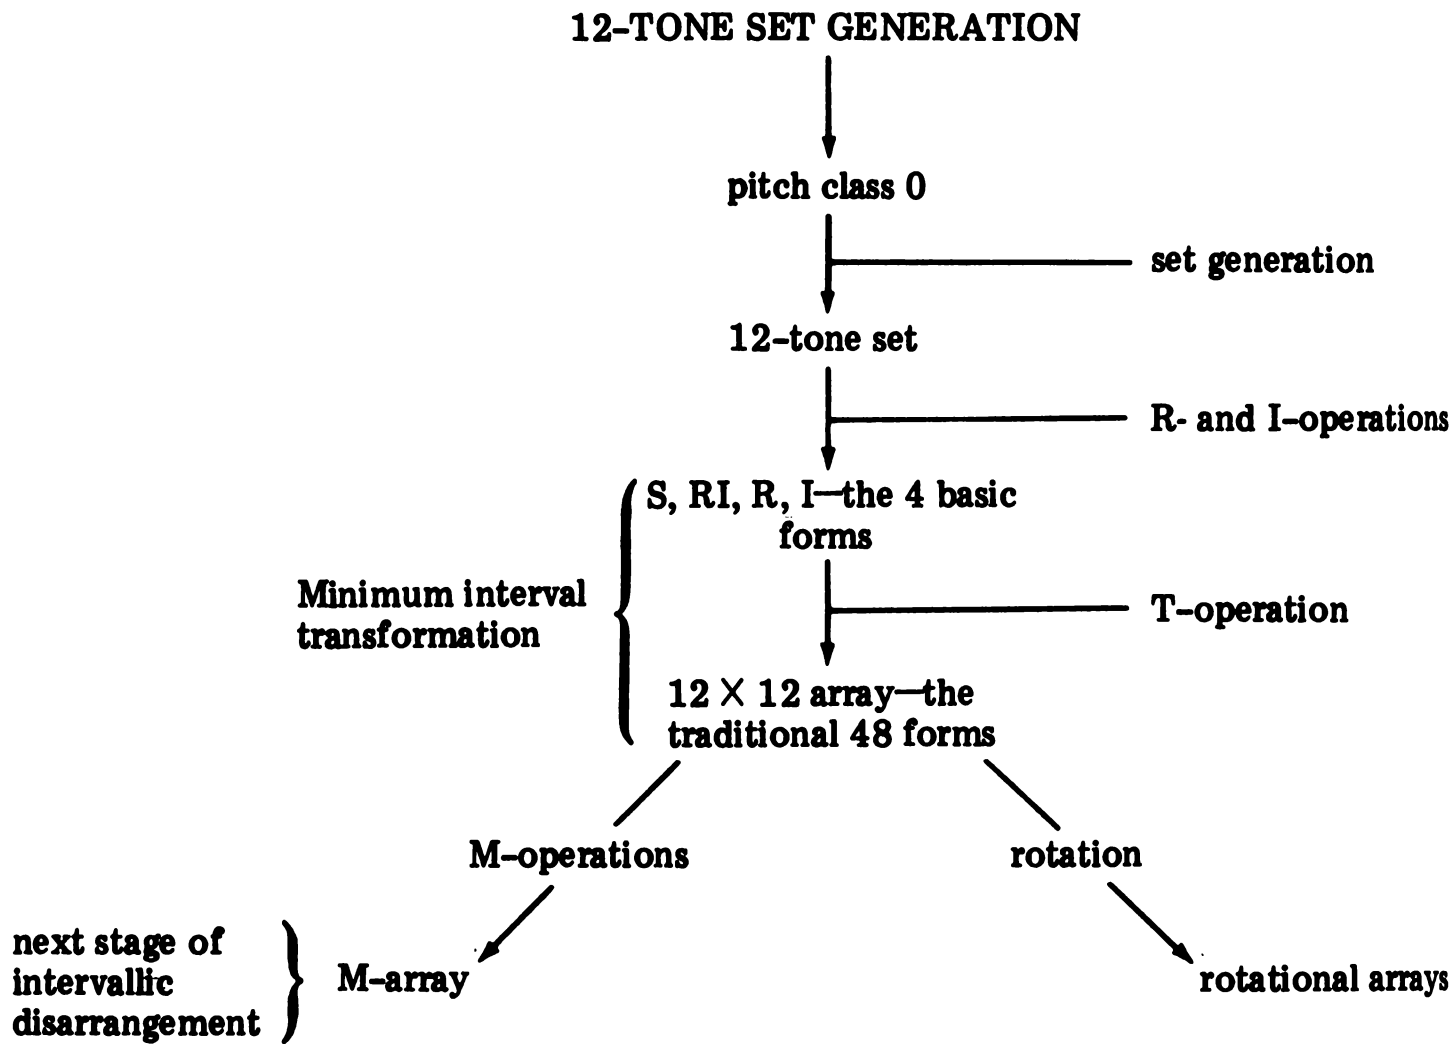 12-TONE SET GENERATION
pitch class 0
set generation
12-tone set
R- and I-operations
S, RI, R, I—the 4 basic
forms
Minimum interval
transformation
T-operation
12 × 12 array—the
traditional 48 forms
M-operations
rotation
next stage of
intervallic
disarrangement
M-array
rotational arrays